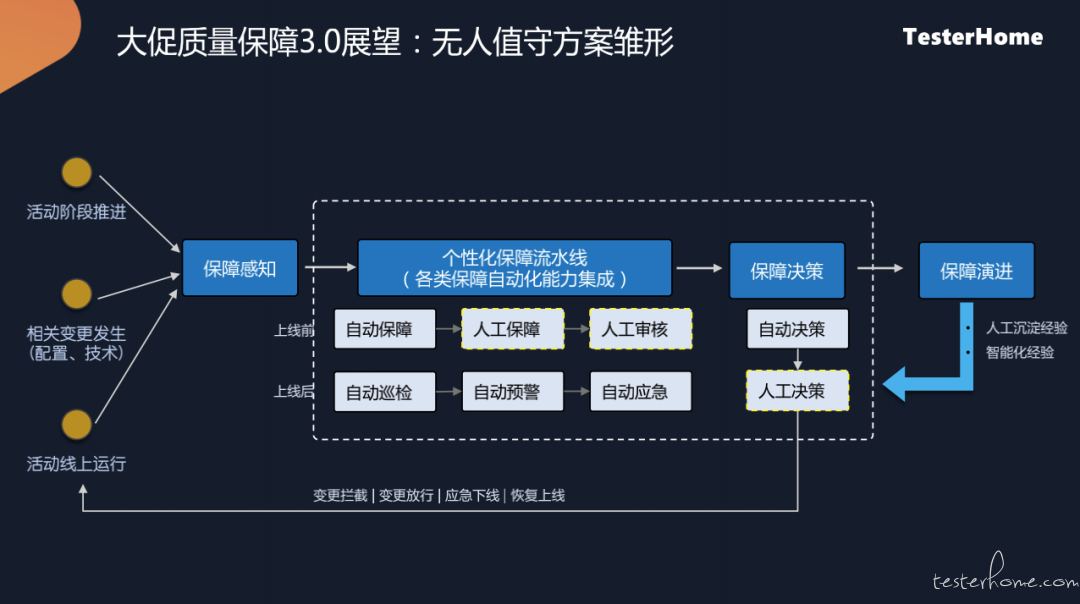 大促质量保障3.0展望：无人值守方案雏形
TesterHome
活动阶段推进
相关变更发生
（配置、技术）
活动线上运行
保障感知
个性化保障流水线
（各类保障自动化能力集成）
保障决策
保障演进
上线前
自动保障
人工保障
人工审核
自动决策
上线后
自动巡检
自动预警
自动应急
人工决策
• 人工沉淀经验
• 智能化经验
变更拦截 | 变更放行 | 应急下线 | 恢复上线
testerhome.com